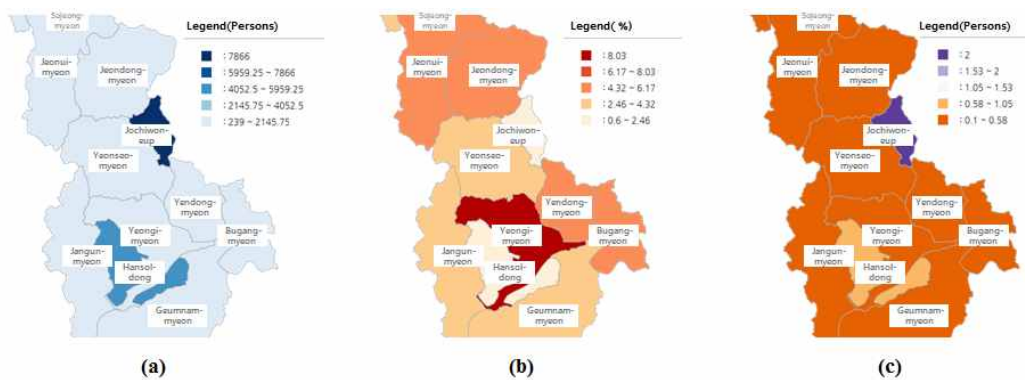 Sojeong-
myeon
Jeonui-
myeon
Jeondong-
myeon
Jochiwon-
eup
Yeonseo-
myeon
Yendong-
myeon
Yeongi-
myeon
Bugang-
myeon
Jangun-
myeon
Hansol-
dong
Geumnam-
myeon
Legend(Persons)
: 7866
: 5959.25 ~ 7866
: 4052.5 ~ 5959.25
: 2145.75 ~ 4052.5
: 239 ~ 2145.75
(a)
Sojeong-
myeon
Jeonui-
myeon
Jeondong-
myeon
Jochiwon-
eup
Yeonseo-
myeon
Yendong-
myeon
Yeongi-
myeon
Bugang-
myeon
Jangun-
myeon
Hansol-
dong
Geumnam-
myeon
Legend( %)
: 8.03
: 6.17 ~ 8.03
: 4.32 ~ 6.17
: 2.46 ~ 4.32
: 0.6 ~ 2.46
(b)
Sojeong-
myeon
Jeonui-
myeon
Jeondong-
myeon
Jochiwon-
eup
Yeonseo-
myeon
Yendong-
myeon
Yeongi-
myeon
Bugang-
myeon
Jangun-
myeon
Hansol-
dong
Geumnam-
myeon
Legend(Persons)
: 2
: 1.53 ~ 2
: 1.05 ~ 1.53
: 0.58 ~ 1.05
: 0.1 ~ 0.58
(c)